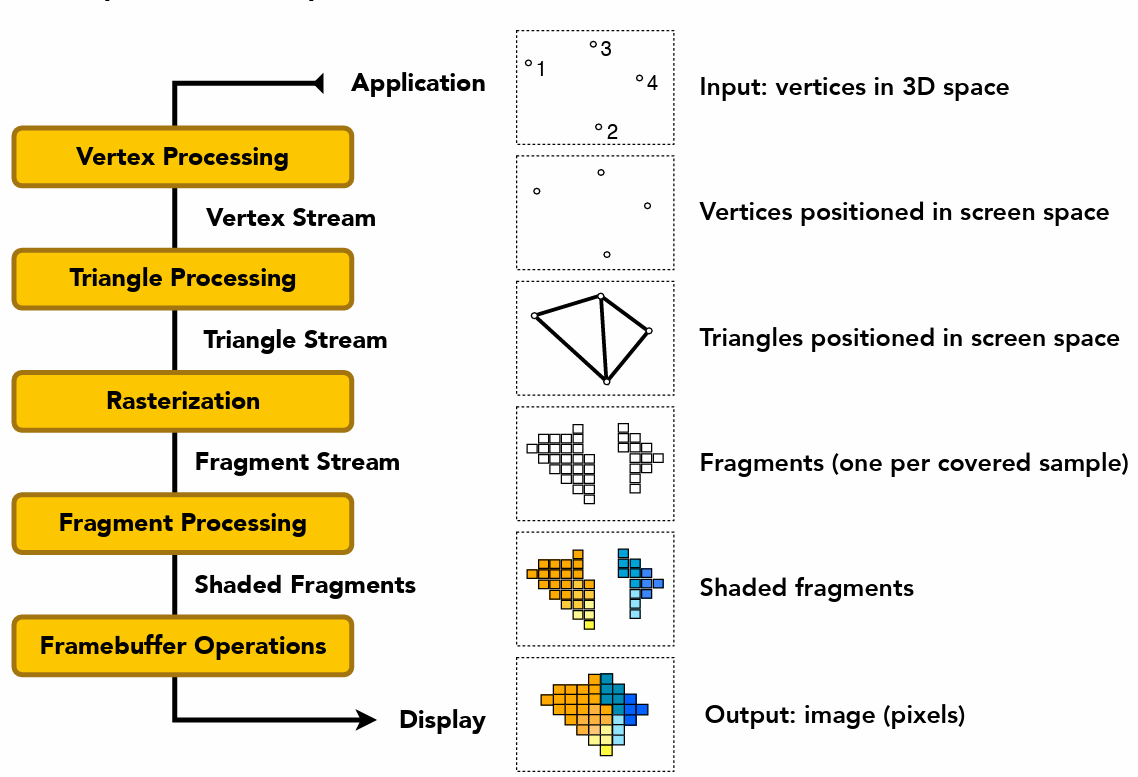 Application
°1
°3
°4
°2
Input: vertices in 3D space
Vertex Processing
Vertex Stream
Vertices positioned in screen space
Triangle Processing
Triangle Stream
Triangles positioned in screen space
Rasterization
Fragment Stream
Fragments (one per covered sample)
Fragment Processing
Shaded Fragments
Shaded fragments
Framebuffer Operations
Display
Output: image (pixels)